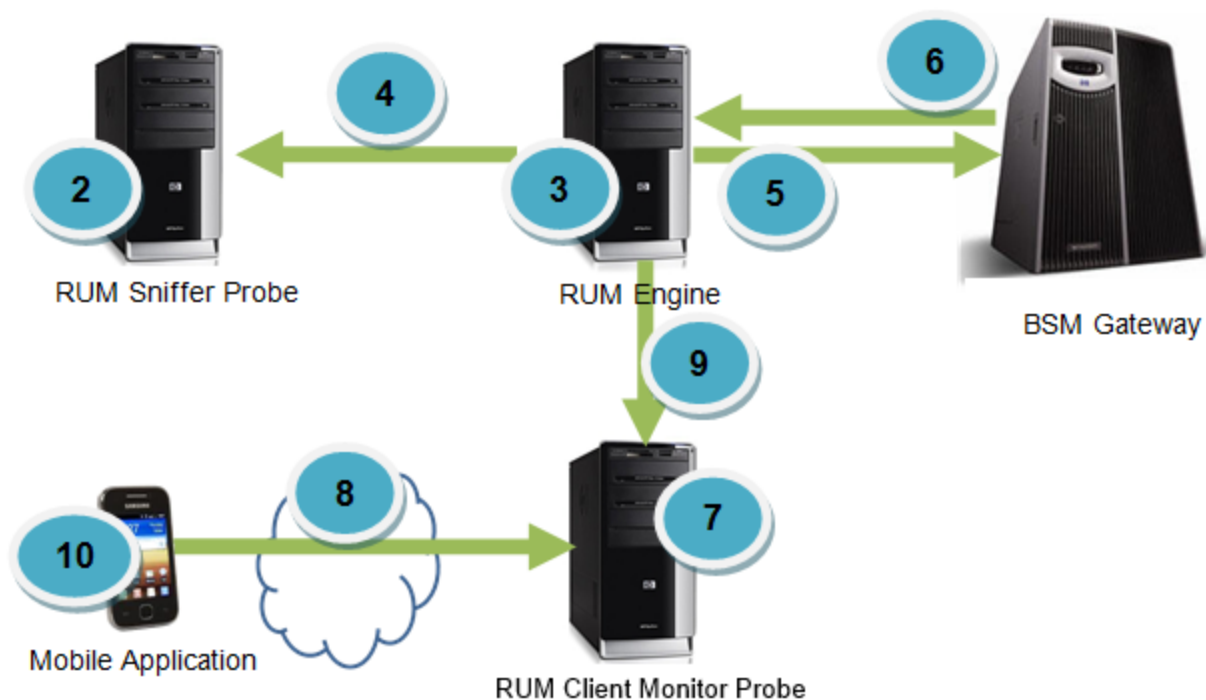 6
4
2
3
5
RUM Sniffer Probe
RUM Engine
BSM Gateway
9
8
7
10
SAMSUNG
Mobile Application
RUM Client Monitor Probe